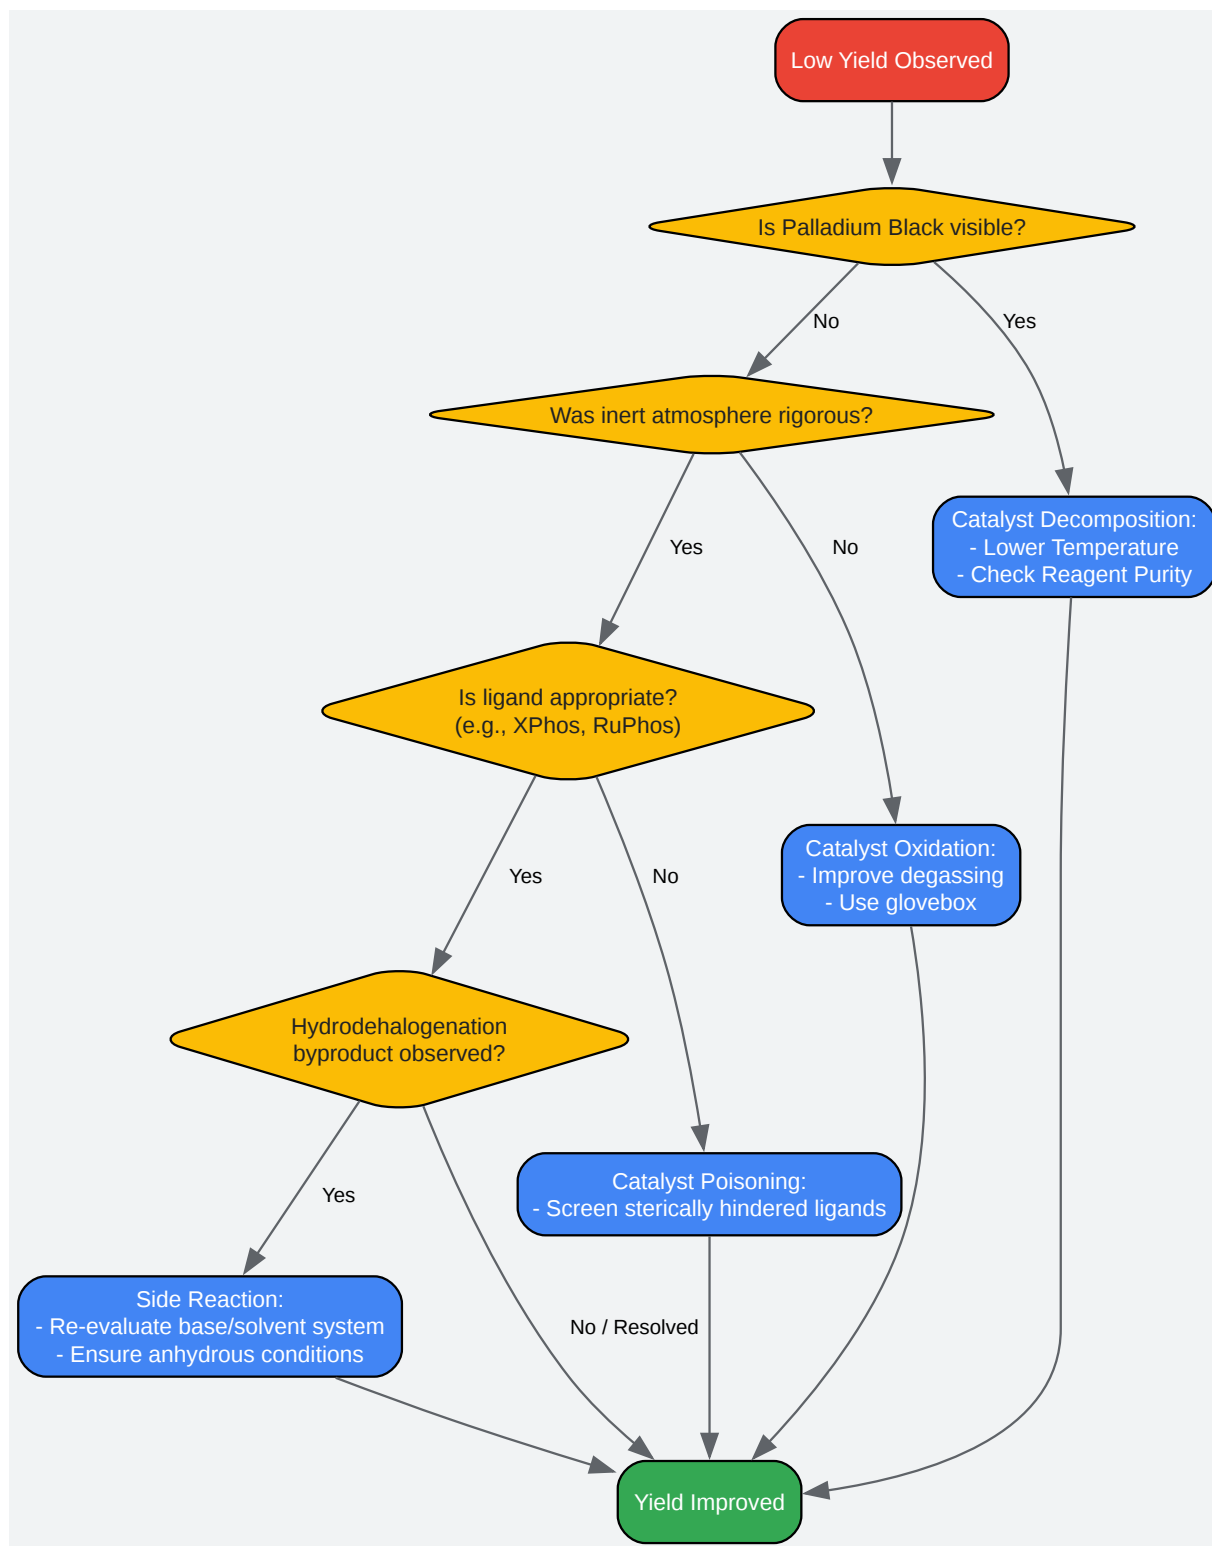 Low Yield Observed
Is Palladium Black visible?
No
Yes
Was inert atmosphere rigorous?
Yes
No
Catalyst Decomposition:
- Lower Temperature
- Check Reagent Purity
Is ligand appropriate?
(e.g., XPhos, RuPhos)
Yes
No
Catalyst Oxidation:
- Improve degassing
- Use glovebox
Hydrodehalogenation
byproduct observed?
Yes
Catalyst Poisoning:
- Screen sterically hindered ligands
Side Reaction:
- Re-evaluate base/solvent system
- Ensure anhydrous conditions
No / Resolved
Yield Improved